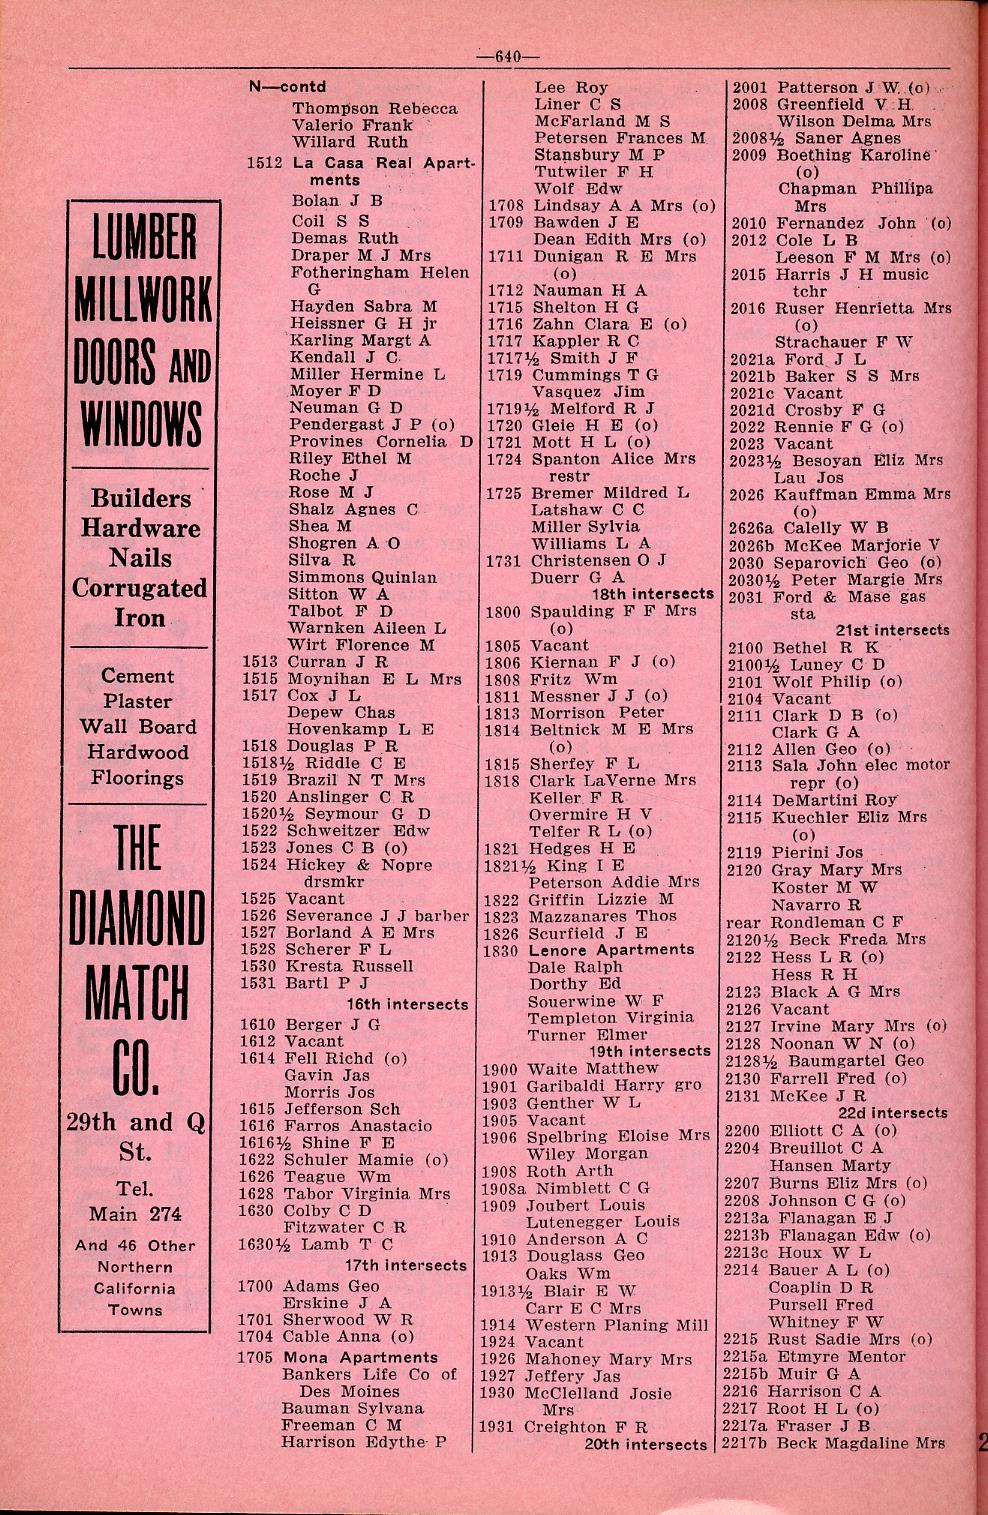 —640—
LUMBER
MILLWORK
DOORS AND
WINDOWS
Builders
Hardware
Nails
Corrugated
Iron
Cement
Plaster
Wall Board
Hardwood
Floorings
THE
DIAMOND
MATCH
CO.
29th and Q
St.
Tel.
Main 274
And 46 Other
Northern
California
Towns
N—contd
Thompson Rebecca
Valerio Frank
Willard Ruth
1512 La Casa Real Apart-
ments
Bolan J B
Coil S S
Demas Ruth
Draper M J Mrs
Fotheringham Helen
G
Hayden Sabra M
Heissner G H jr
Karling Margt A
Kendall J C
Miller Hermine L
Moyer F D
Neuman G D
Pendergast J P (o)
Provines Cornelia D
Riley Ethel M
Roche J
Rose M J
Shalz Agnes C
Shea M
Shogren A O
Silva R
Simmons Quinlan
Sitton W A
Talbot F D
Warnken Aileen L
Wirt Florence M
1513 Curran J R
1515 Moynihan E L Mrs
1517 Cox J L
Depew Chas
Hovenkamp L E
1518 Douglas P R
1518½ Riddle C E
1519 Brazil N T Mrs
1520 Anslinger C R
1520½ Seymour G D
1522 Schweitzer Edw
1523 Jones C B (o)
1524 Hickey & Nopre
drsmkr
1525 Vacant
1526 Severance J J barber
1527 Borland A E Mrs
1528 Scherer F L
1530 Kresta Russell
1531 Bartl P J
16th intersects
1610 Berger J G
1612 Vacant
1614 Fell Richd (o)
Gavin Jas
Morris Jos
1615 Jefferson Sch
1616 Farros Anastacio
1616½ Shine F E
1622 Schuler Mamie (o)
1626 Teague Wm
1628 Tabor Virginia Mrs
1630 Colby C D
Fitzwater C R
1630½ Lamb T C
17th intersects
1700 Adams Geo
Erskine J A
1701 Sherwood W R
1704 Cable Anna (o)
1705 Mona Apartments
Bankers Life Co of
Des Moines
Bauman Sylvana
Freeman C M
Harrison Edythe P
Lee Roy
Liner C S
McFarland M S
Petersen Frances M
Stansbury M P
Tutwiler F H
Wolf Edw
1708 Lindsay A A Mrs (o)
1709 Bawden J E
Dean Edith Mrs (o)
1711 Dunigan R E Mrs
(o)
1712 Nauman H A
1715 Shelton H G
1716 Zahn Clara E (o)
1717 Kappler R C
1717½ Smith J F
1719 Cummings T G
Vasquez Jim
1719½ Melford R J
1720 Gleie H E (o)
1721 Mott H L (o)
1724 Spanton Alice Mrs
restr
1725 Bremer Mildred L
Latshaw C C
Miller Sylvia
Williams L A
1731 Christensen O J
Duerr G A
18th intersects
1800 Spaulding F F Mrs
(o)
1805 Vacant
1806 Kiernan F J (o)
1808 Fritz Wm
1811 Messner J J (o)
1813 Morrison Peter
1814 Beltnick M E Mrs
(o)
1815 Sherfey F L
1818 Clark LaVerne Mrs
Keller F R
Overmire H V
Telfer R L (o)
1821 Hedges H E
1821½ King I E
Peterson Addie Mrs
1822 Griffin Lizzie M
1823 Mazzanares Thos
1826 Scurfield J E
1830 Lenore Apartments
Dale Ralph
Dorthy Ed
Souerwine W F
Templeton Virginia
Turner Elmer
19th intersects
1900 Waite Matthew
1901 Garibaldi Harry gro
1903 Genther W L
1905 Vacant
1906 Spelbring Eloise Mrs
Wiley Morgan
1908 Roth Arth
1908a Nimblett C G
1909 Joubert Louis
Lutenegger Louis
1910 Anderson A C
1913 Douglass Geo
Oaks Wm
1913½ Blair E W
Carr E C Mrs
1914 Western Planing Mill
1924 Vacant
1926 Mahoney Mary Mrs
1927 Jeffery Jas
1930 McClelland Josie
Mrs
1931 Creighton F R
20th intersects
2001 Patterson J W (o)
2008 Greenfield V H
Wilson Delma Mrs
2008½ Saner Agnes
2009 Boething Karoline
(o)
Chapman Phillipa
Mrs
2010 Fernandez John (o)
2012 Cole L B
Leeson F M Mrs (o)
2015 Harris J H music
tchr
2016 Ruser Henrietta Mrs
(o)
Strachauer F W
2021a Ford J L
2021b Baker S S Mrs
2021c Vacant
2021d Crosby F G
2022 Rennie F G (o)
2023 Vacant
2023½ Besoyan Eliz Mrs
Lau Jos
2026 Kauffman Emma Mrs
(o)
2626a Calelly W B
2026b McKee Marjorie V
2030 Separovich Geo (o)
2030½ Peter Margie Mrs
2031 Ford & Mase gas
sta
21st intersects
2100 Bethel R K
2100½ Luney C D
2101 Wolf Philip (o)
2104 Vacant
2111 Clark D B (o)
Clark G A
2112 Allen Geo (o)
2113 Sala John elec motor
repr (o)
2114 DeMartini Roy
2115 Kuechler Eliz Mrs
(o)
2119 Pierini Jos
2120 Gray Mary Mrs
Koster M W
Navarro R
rear Rondleman C F
2120½ Beck Freda Mrs
2122 Hess L R (o)
Hess R H
2123 Black A G Mrs
2126 Vacant
2127 Irvine Mary Mrs (o)
2128 Noonan W N (o)
2128½ Baumgartel Geo
2130 Farrell Fred (o)
2131 McKee J R
22d intersects
2200 Elliott C A (o)
2204 Breuillot C A
Hansen Marty
2207 Burns Eliz Mrs (o)
2208 Johnson C G (o)
2213a Flanagan E J
2213b Flanagan Edw (o)
2213c Houx W L
2214 Bauer A L (o)
Coaplin D R
Pursell Fred
Whitney F W
2215 Rust Sadie Mrs (o)
2215a Etmyre Mentor
2215b Muir G A
2216 Harrison C A
2217 Root H L (o)
2217a Fraser J B
2217b Beck Magdaline Mrs